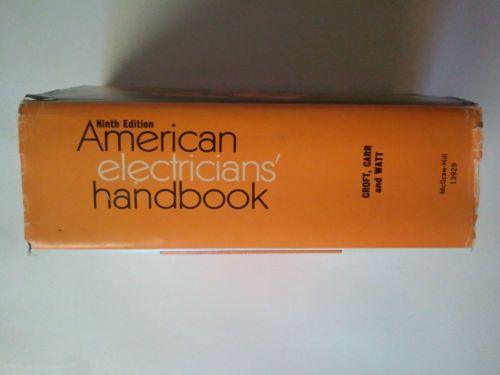 Ninth Edition
American
electricians'
handbook
CROFT, CARR
and WATT
McGraw-Hill
13929